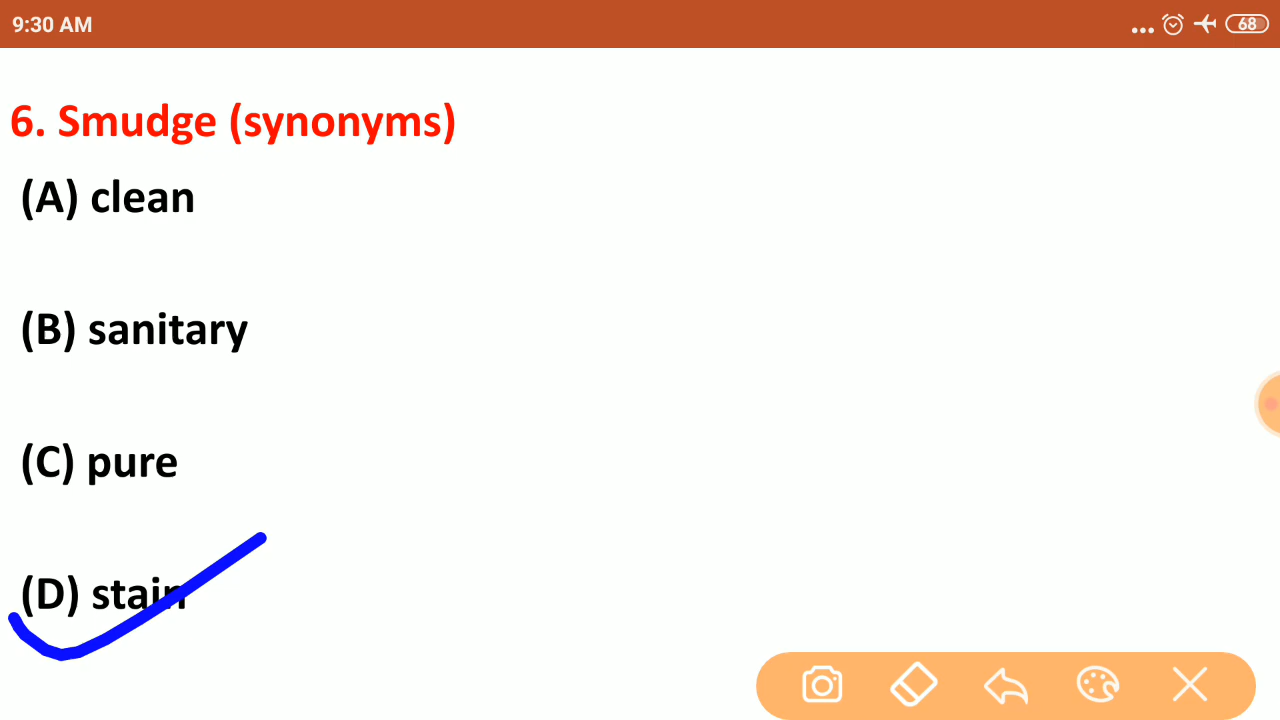 9:30 AM
68
6. Smudge (synonyms)
(A) clean
(B) sanitary
(C) pure
(D) stain